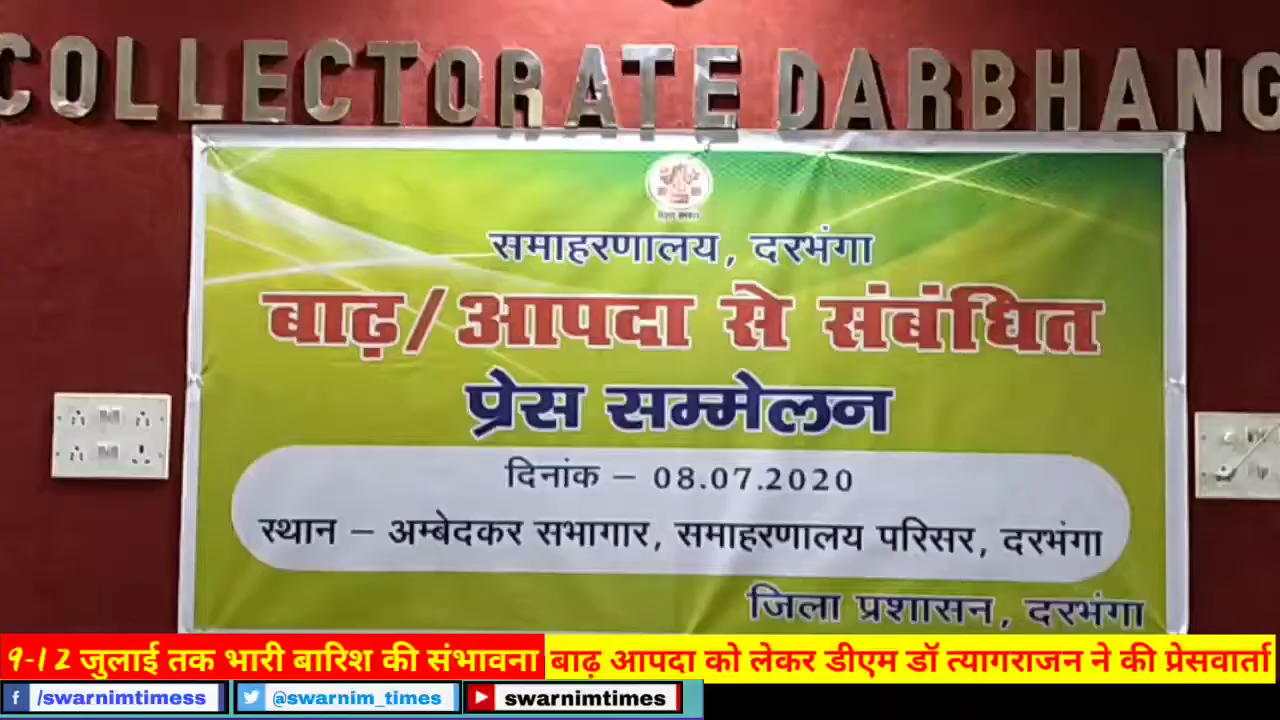 COLLECTORATE DARBHANG
समाहरणालय, दरभंगा
बाढ़/आपदा से संबंधित
प्रेस सम्मेलन
दिनांक – 08.07.2020
स्थान – अम्बेदकर सभागार, समाहरणालय परिसर, दरभंगा
जिला प्रशासन, दरभंगा
9-12 जुलाई तक भारी बारिश की संभावना बाढ़ आपदा को लेकर डीएम डॉ त्यागराजन ने की प्रेसवार्ता
f /swarnimtimess @swarnim_times swarnimtimes